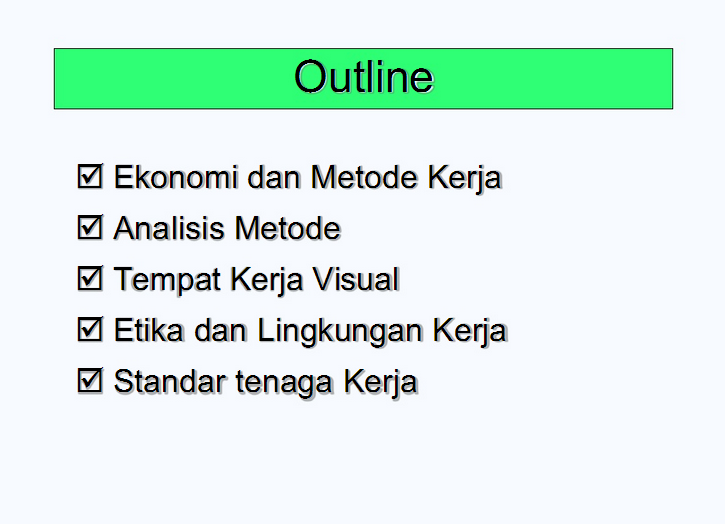 Outline
Ekonomi dan Metode Kerja
Analisis Metode
Tempat Kerja Visual
Etika dan Lingkungan Kerja
Standar tenaga Kerja